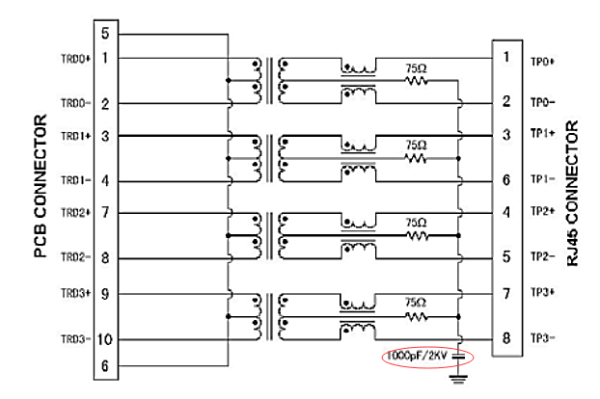 5
TRD0+ 1 75Ω 1 TP0+
TRD0- 2 2 TP0-
TRD1+ 3 75Ω 3 TP1+
TRD1- 4 6 TP1-
TRD2+ 7 75Ω 4 TP2+
TRD2- 8 5 TP2-
TRD3+ 9 75Ω 7 TP3+
TRD3- 10 8 TP3-
6 1000pF/2KV
PCB CONNECTOR
RJ45 CONNECTOR